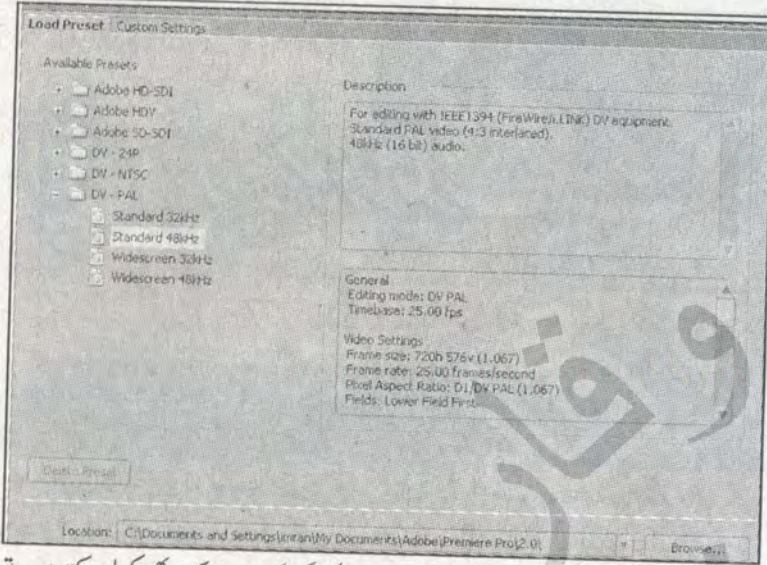 Load Preset Custom Settings
Available Presets
Adobe HD-SDI
Adobe HDV
Adobe SD-SDI
DV - 24P
DV - NTSC
DV - PAL
Standard 32kHz
Standard 48kHz
Widescreen 32kHz
Widescreen 48kHz
Delete Preset
Description
For editing with IEEE1394 (FireWire/i.LINK) DV equipment.
Standard PAL video (4:3 interlaced).
48kHz (16 bit) audio.
General
Editing mode: DV PAL
Timebase: 25.00 fps
Video Settings
Frame size: 720h 576v (1.067)
Frame rate: 25.00 frames/second
Pixel Aspect Ratio: D1/DV PAL (1.067)
Fields: Lower Field First
Location: C:\Documents and Settings\imran\My Documents\Adobe\Premiere Pro\2.0\ Browse...